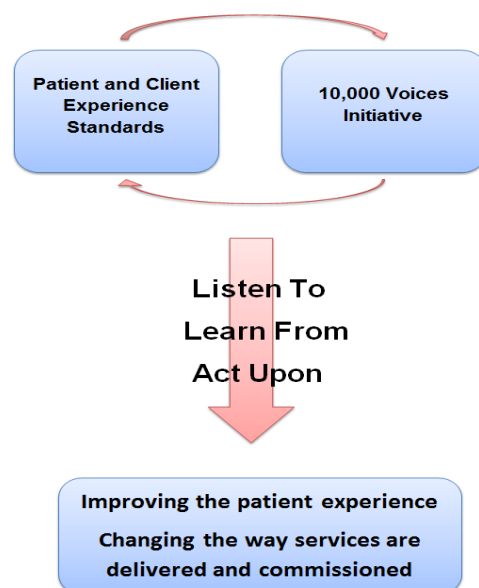 Patient and Client
Experience
Standards
10,000 Voices
Initiative
Listen To
Learn From
Act Upon
Improving the patient experience
Changing the way services are
delivered and commissioned